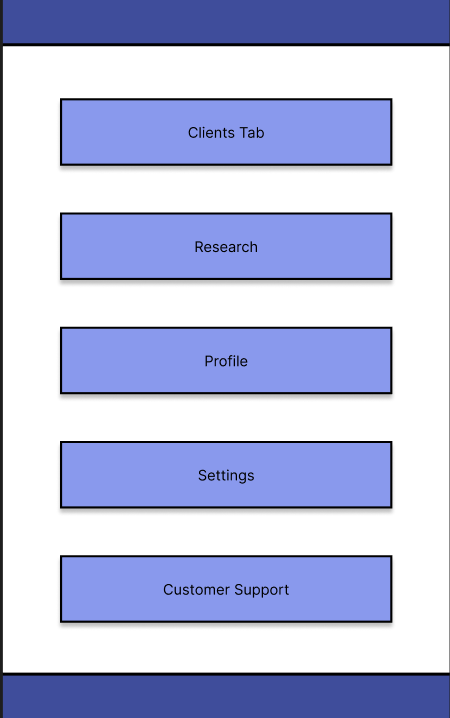 Clients Tab
Research
Profile
Settings
Customer Support